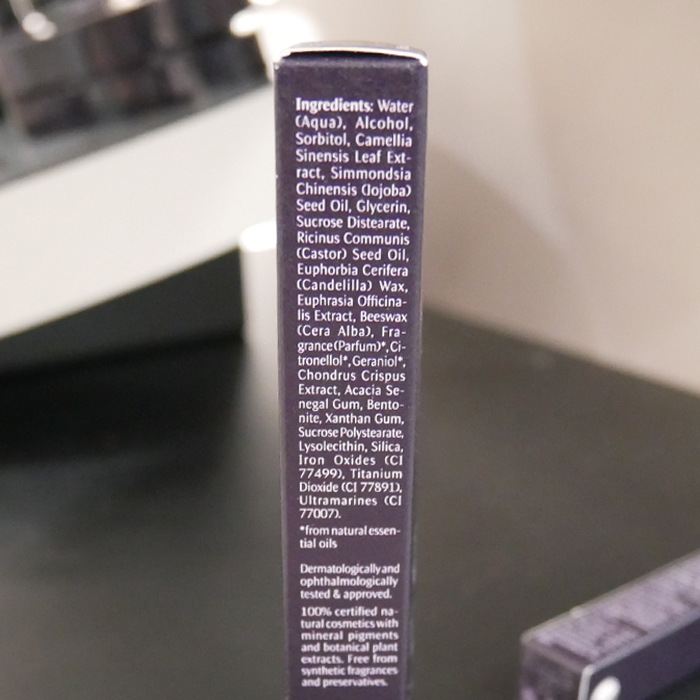 Ingredients: Water
(Aqua), Alcohol,
Sorbitol, Camellia
Sinensis Leaf Ext-
ract, Simmondsia
Chinensis (Jojoba)
Seed Oil, Glycerin,
Sucrose Distearate,
Ricinus Communis
(Castor) Seed Oil,
Euphorbia Cerifera
(Candelilla) Wax,
Euphrasia Officina-
lis Extract, Beeswax
(Cera Alba), Fra-
grance(Parfum)*,Ci-
tronellol*,Geraniol*,
Chondrus Crispus
Extract, Acacia Se-
negal Gum, Bento-
nite, Xanthan Gum,
Sucrose Polystearate,
Lysolecithin, Silica,
Iron Oxides (CI
77499), Titanium
Dioxide (CI 77891),
Ultramarines (CI
77007).
*from natural essen-
tial oils
Dermatologically and
ophthalmologically
tested & approved.
100% certified na-
tural cosmetics with
mineral pigments
and botanical plant
extracts. Free from
synthetic fragrances
and preservatives.